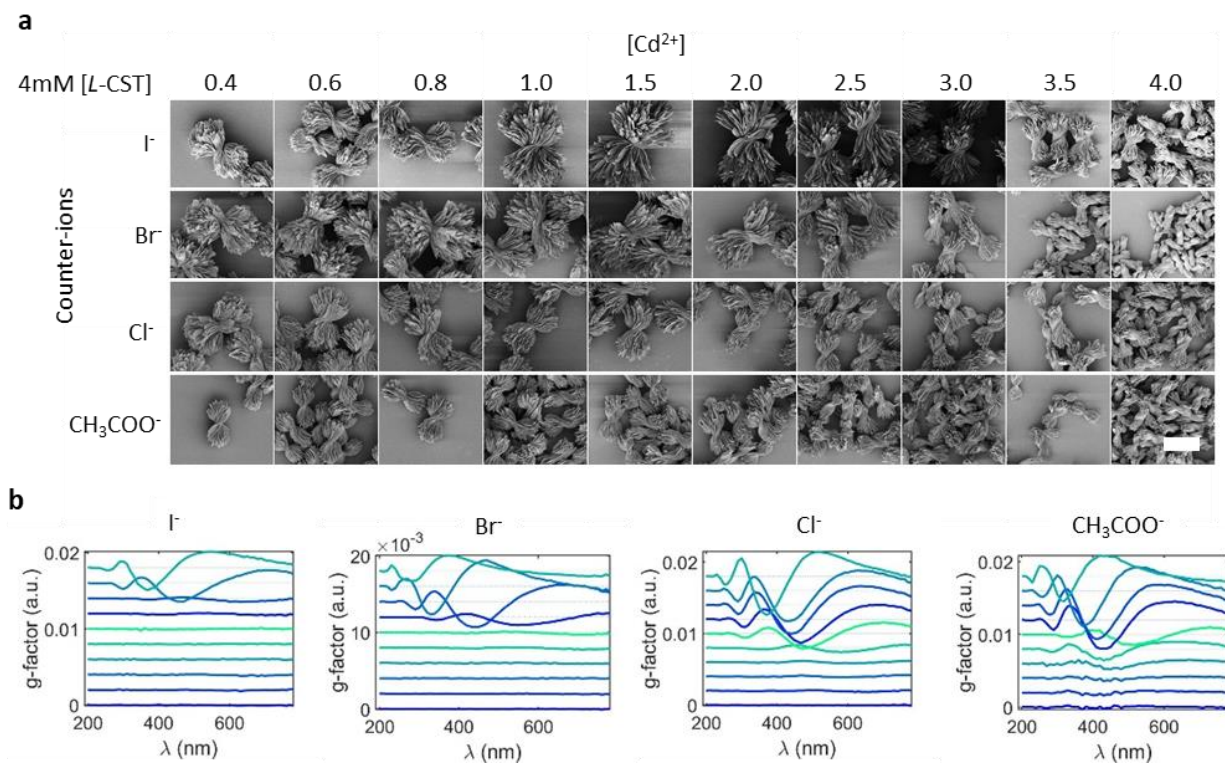 a
[Cd²⁺]
4mM [L-CST] 0.4 0.6 0.8 1.0 1.5 2.0 2.5 3.0 3.5 4.0
Counter-ions
I⁻
Br⁻
Cl⁻
CH₃COO⁻
b
I⁻
g-factor (a.u.)
0.02
0.01
0
200 400 600
λ (nm)
Br⁻
× 10⁻³
g-factor (a.u.)
20
10
0
200 400 600
λ (nm)
Cl⁻
g-factor (a.u.)
0.02
0.01
0
200 400 600
λ (nm)
CH₃COO⁻
g-factor (a.u.)
0.02
0.01
0
200 400 600
λ (nm)